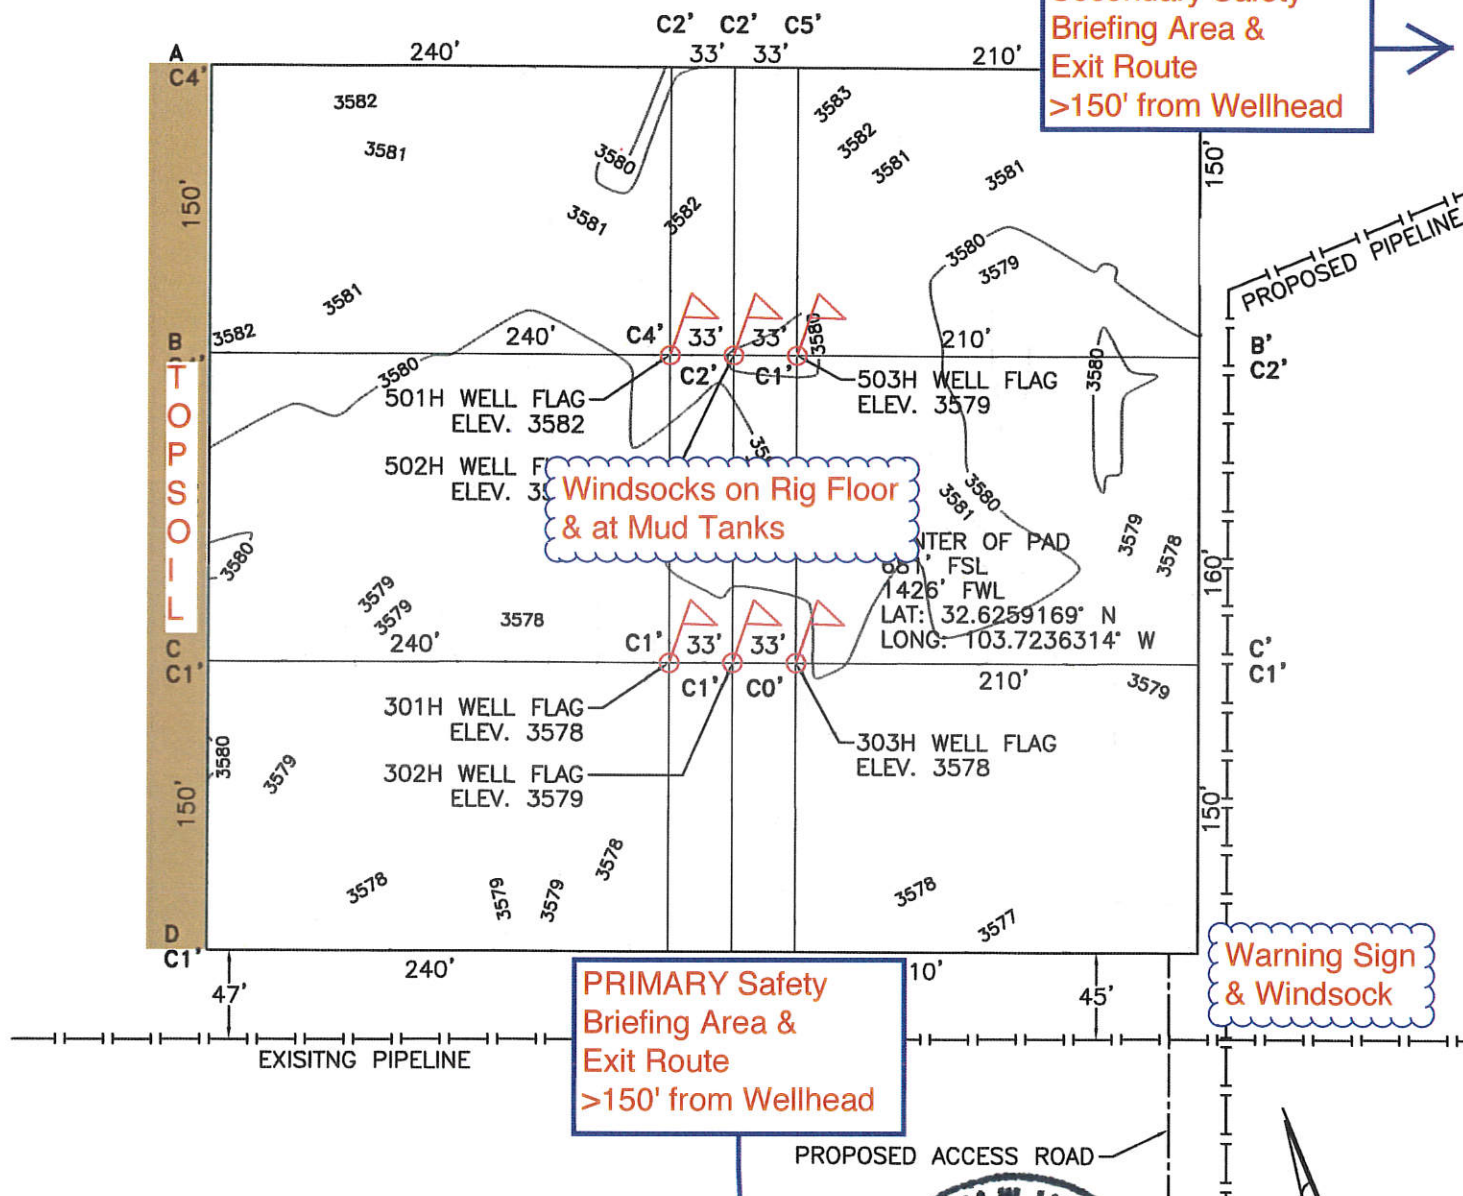 C2' C2' C5'
Briefing Area &
Exit Route
>150' from Wellhead
A
C4'
240'
33'
33'
210'
3582
3581
3580
3581
3582
3583
3582
3581
3581
150'
150'
3580
3579
PROPOSED PIPELINE
3581
3582
B
240'
C4'
33'
33'
3580
210'
B'
C2'
3580
C2'
C1'
3580
501H WELL FLAG
ELEV. 3582
503H WELL FLAG
ELEV. 3579
502H WELL
ELEV.
TOPSOIL
Windsocks on Rig Floor
& at Mud Tanks
3580
3581
3579
3578
160'
3580
OF PAD
FSL
1426' FWL
LAT: 32.6259169° N
LONG: 103.7236314° W
3579
3579
3578
C
C1'
240'
C1'
33'
33'
C'
C1'
C1'
C0'
210'
3579
301H WELL FLAG
ELEV. 3578
303H WELL FLAG
ELEV. 3578
302H WELL FLAG
ELEV. 3579
3580
3579
150'
150'
3578
3579
3579
3578
3578
3577
D
C1'
240'
10'
47'
45'
PRIMARY Safety
Briefing Area &
Exit Route
>150' from Wellhead
Warning Sign
& Windsock
EXISITNG PIPELINE
PROPOSED ACCESS ROAD